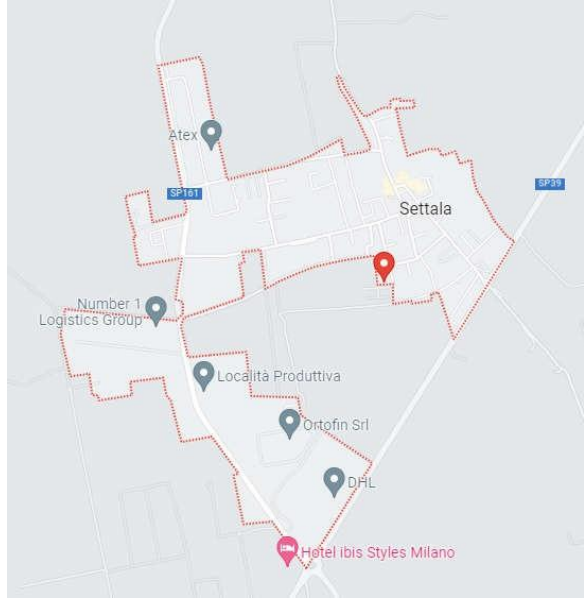 Atex
SP161
SP39
Settala
Number 1
Logistics Group
Località Produttiva
Ortofin Srl
DHL
Hotel ibis Styles Milano